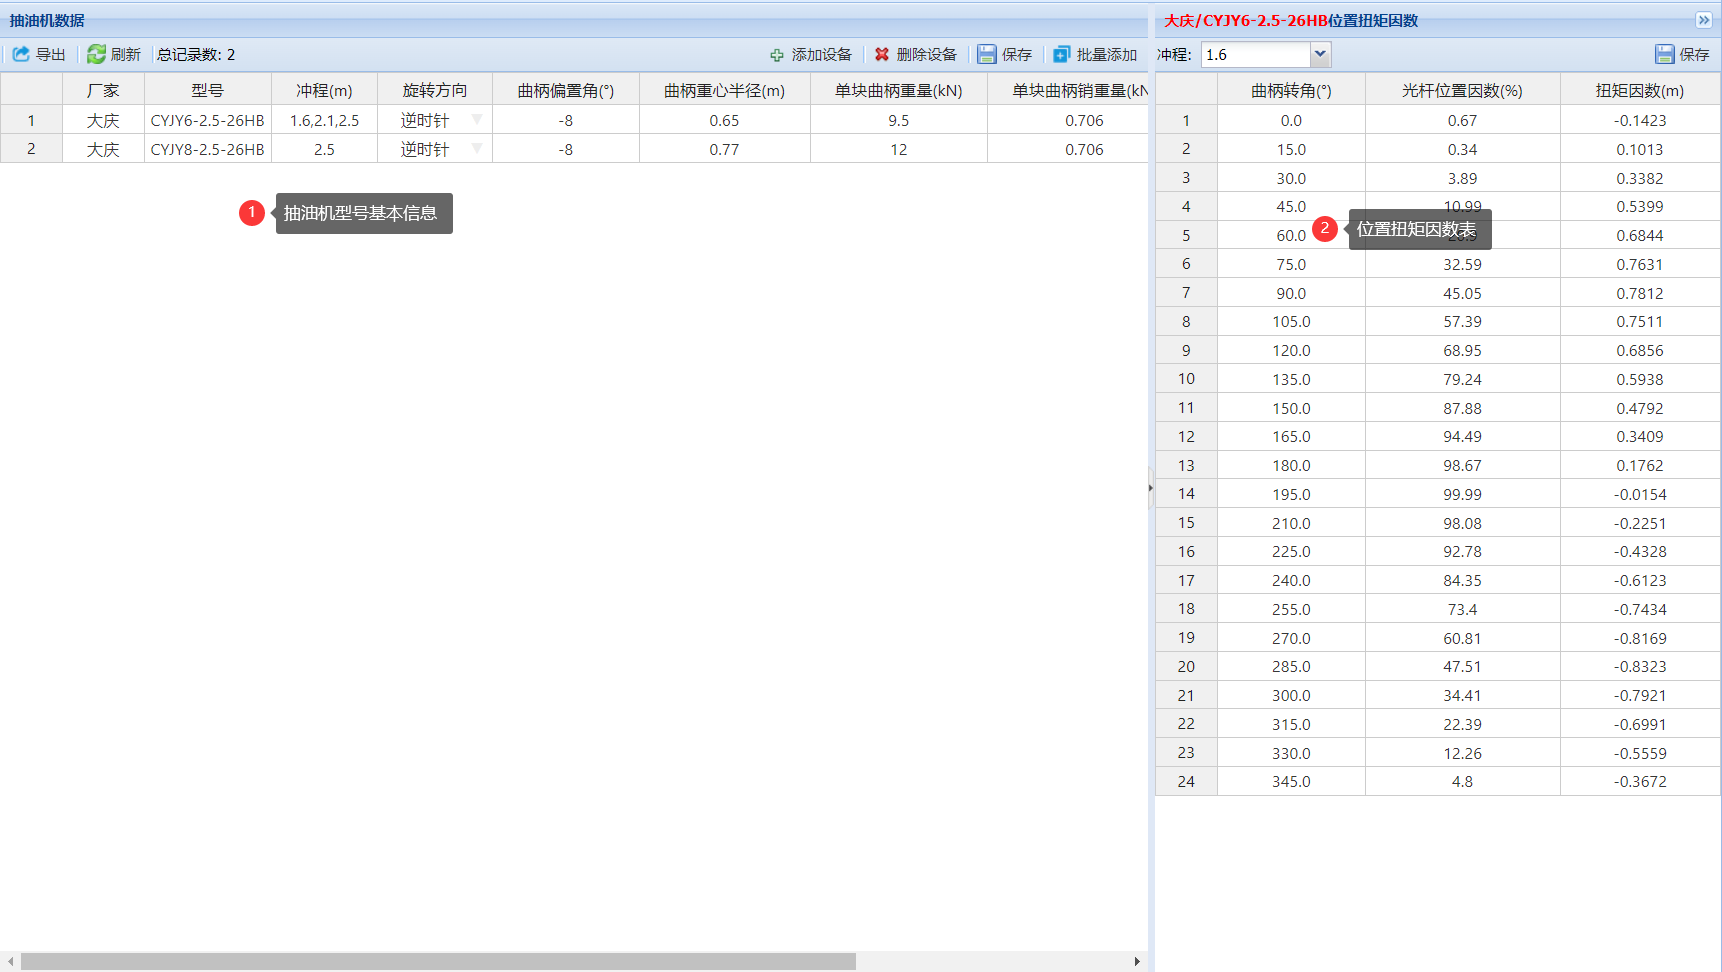 抽油机数据
导出 刷新 总记录数: 2 添加设备 删除设备 保存 批量添加
厂家 型号 冲程(m) 旋转方向 曲柄偏置角(°) 曲柄重心半径(m) 单块曲柄重量(kN) 单块曲柄销重量(kN
1 大庆 CYJY6-2.5-26HB 1.6,2.1,2.5 逆时针 -8 0.65 9.5 0.706
2 大庆 CYJY8-2.5-26HB 2.5 逆时针 -8 0.77 12 0.706
1 抽油机型号基本信息
大庆/CYJY6-2.5-26HB位置扭矩因数
冲程: 1.6 保存
曲柄转角(°) 光杆位置因数(%) 扭矩因数(m)
1 0.0 0.67 -0.1423
2 15.0 0.34 0.1013
3 30.0 3.89 0.3382
4 45.0 10.99 0.5399
2 位置扭矩因数表
5 60.0 0.6844
6 75.0 32.59 0.7631
7 90.0 45.05 0.7812
8 105.0 57.39 0.7511
9 120.0 68.95 0.6856
10 135.0 79.24 0.5938
11 150.0 87.88 0.4792
12 165.0 94.49 0.3409
13 180.0 98.67 0.1762
14 195.0 99.99 -0.0154
15 210.0 98.08 -0.2251
16 225.0 92.78 -0.4328
17 240.0 84.35 -0.6123
18 255.0 73.4 -0.7434
19 270.0 60.81 -0.8169
20 285.0 47.51 -0.8323
21 300.0 34.41 -0.7921
22 315.0 22.39 -0.6991
23 330.0 12.26 -0.5559
24 345.0 4.8 -0.3672